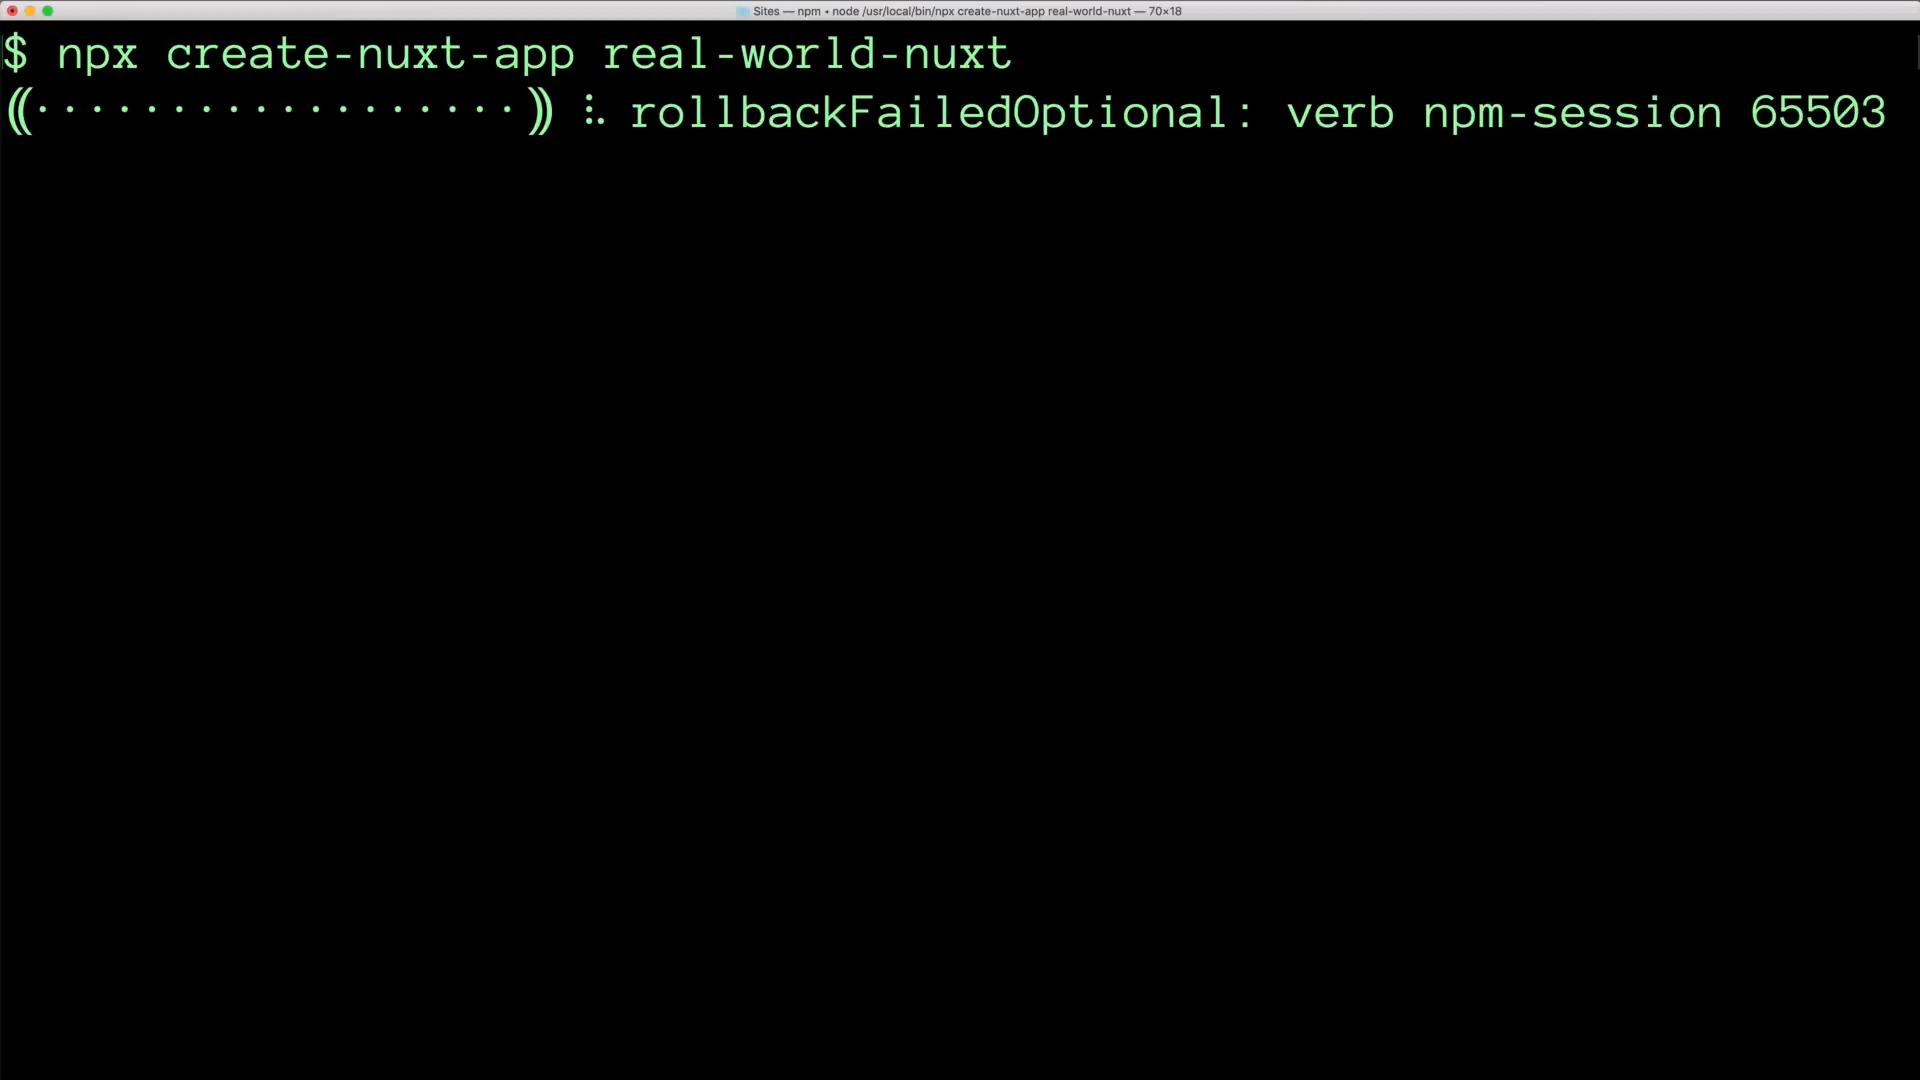 Sites — npm • node /usr/local/bin/npx create-nuxt-app real-world-nuxt — 70×18
$ npx create-nuxt-app real-world-nuxt
((··················)) ⠧ rollbackFailedOptional: verb npm-session 65503